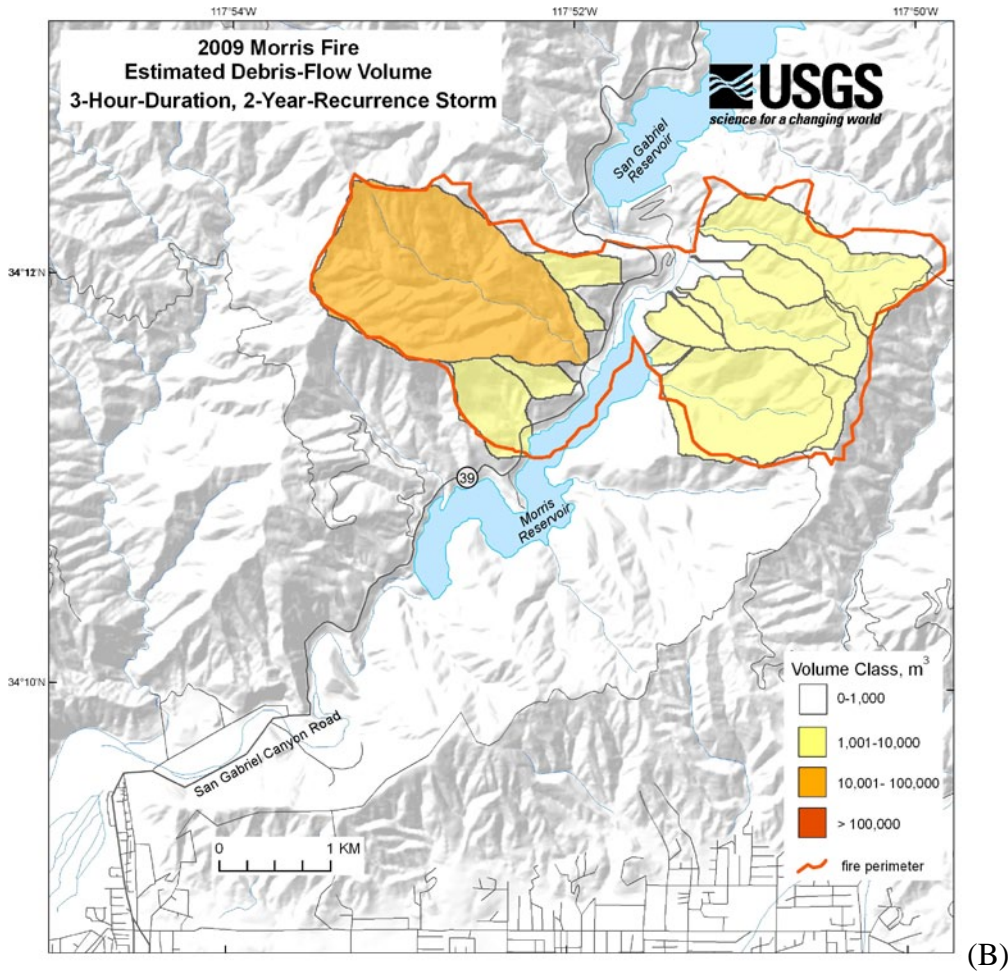 117°54'W
117°52'W
117°50'W
2009 Morris Fire
Estimated Debris-Flow Volume
3-Hour-Duration, 2-Year-Recurrence Storm
USGS
science for a changing world
San Gabriel
Reservoir
34°12'N
39
Morris
Reservoir
34°10'N
San Gabriel Canyon Road
0 1 KM
Volume Class, m³
0-1,000
1,001-10,000
10,001- 100,000
> 100,000
fire perimeter
(B)